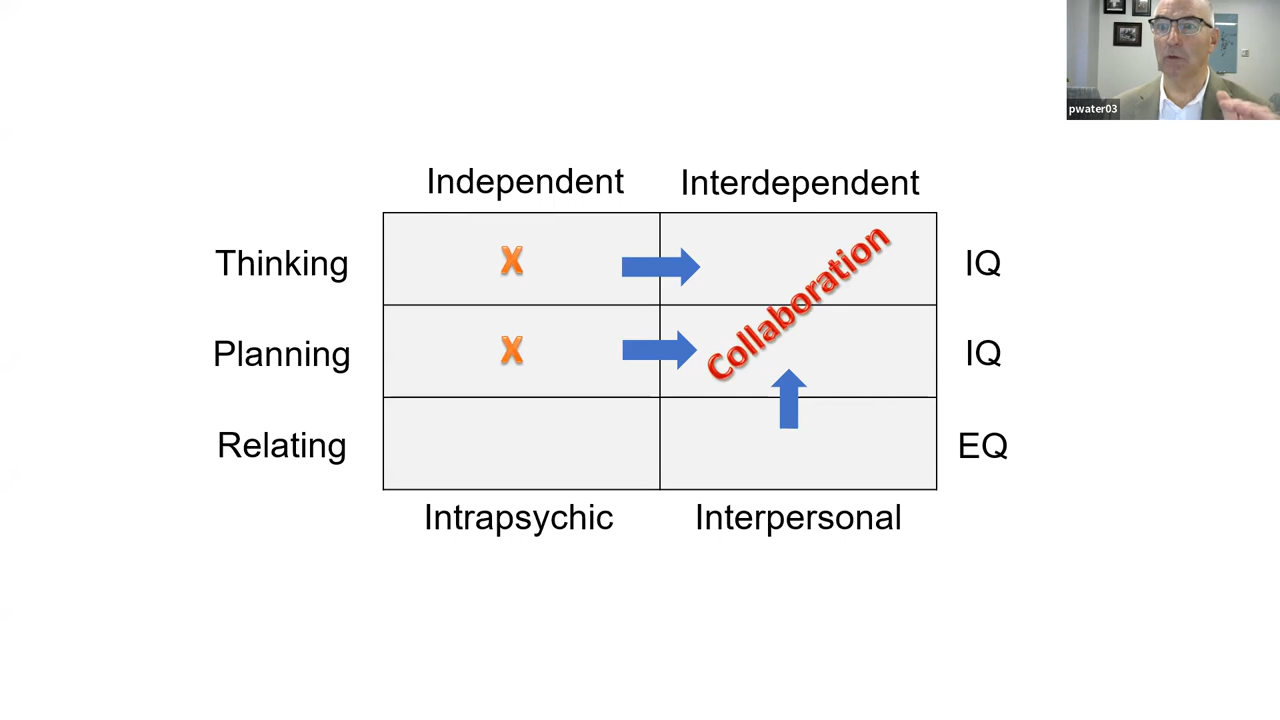 pwater03
Independent Interdependent
Thinking X Collaboration IQ
Planning X IQ
Relating EQ
Intrapsychic Interpersonal